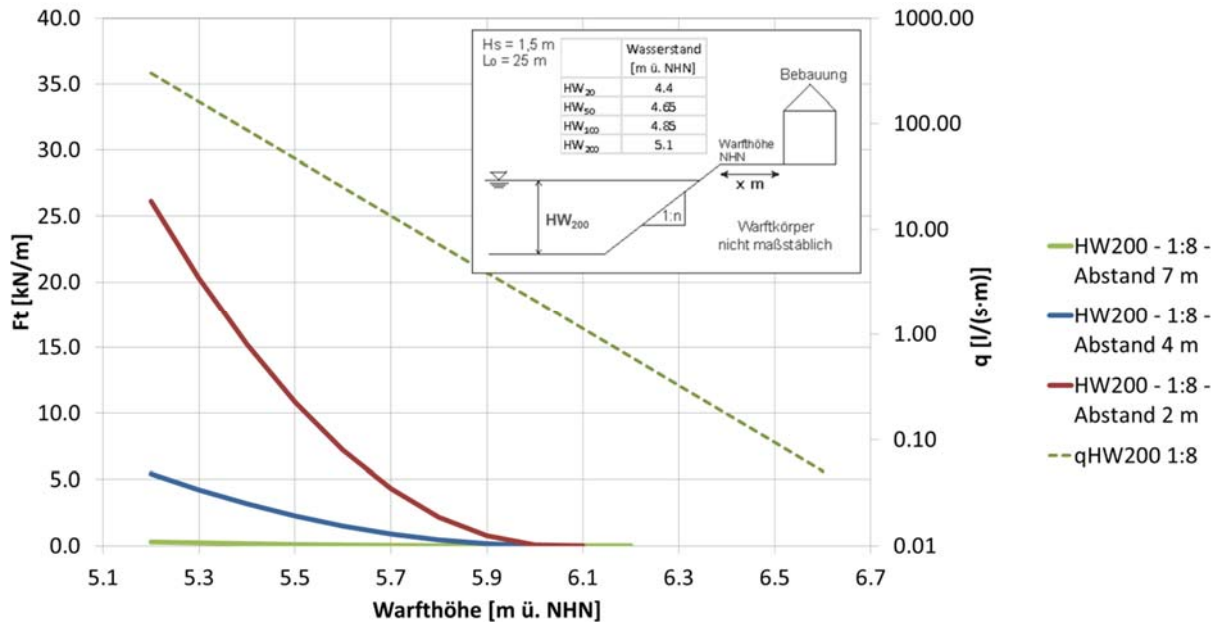 40.0
35.0
30.0
25.0
20.0
15.0
10.0
5.0
0.0
Ft [kN/m]
5.1 5.3 5.5 5.7 5.9 6.1 6.3 6.5 6.7
Warfthöhe [m ü. NHN]
1000.00
100.00
10.00
1.00
0.10
0.01
q [l/(s·m)]
Hs = 1,5 m
L₀ = 25 m
Wasserstand
[m ü. NHN]
HW₂₀ 4.4
HW₅₀ 4.65
HW₁₀₀ 4.85
HW₂₀₀ 5.1
Bebauung
Warfthöhe
NHN
x m
HW₂₀₀
1:n
Warftkörper
nicht maßstäblich
HW200 - 1:8 -
Abstand 7 m
HW200 - 1:8 -
Abstand 4 m
HW200 - 1:8 -
Abstand 2 m
qHW200 1:8